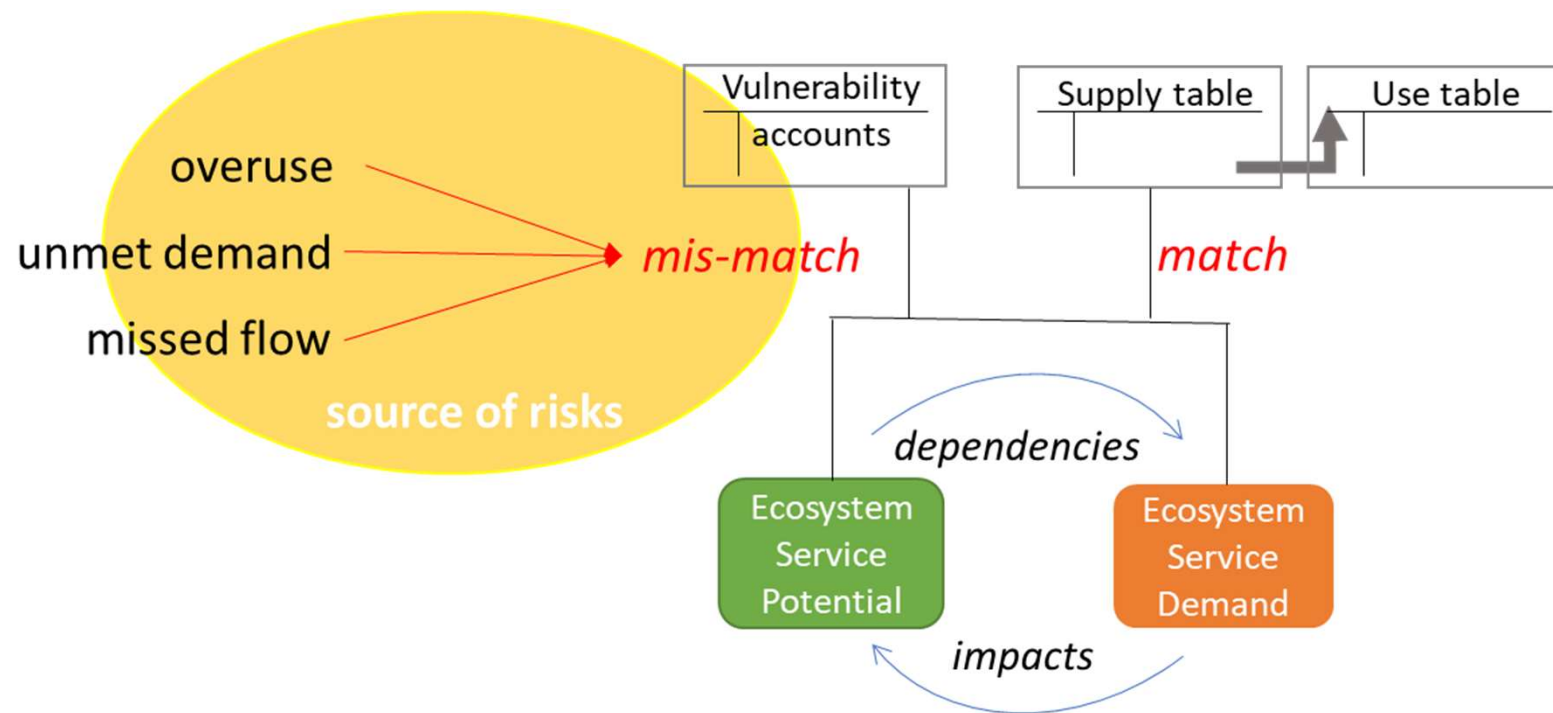 Vulnerability
accounts
Supply table
Use table
overuse
unmet demand
missed flow
mis-match
match
source of risks
dependencies
Ecosystem
Service
Potential
Ecosystem
Service
Demand
impacts